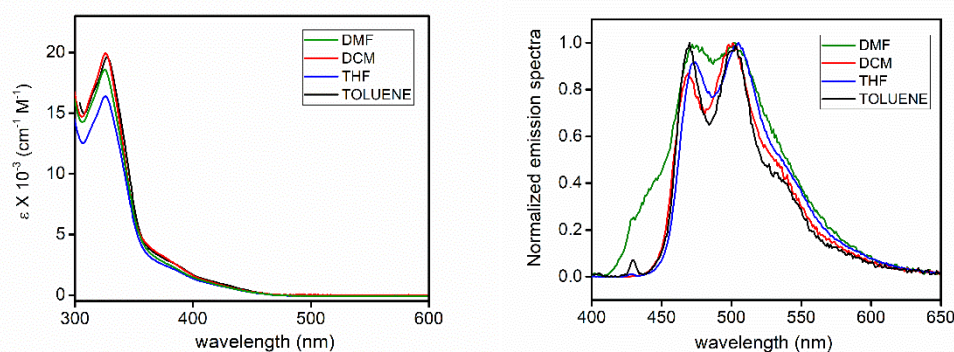 ε X 10⁻³ (cm⁻¹ M⁻¹)
20
15
10
5
0
DMF
DCM
THF
TOLUENE
300
400
500
600
wavelength (nm)
Normalized emission spectra
1.0
0.8
0.6
0.4
0.2
0.0
DMF
DCM
THF
TOLUENE
400
450
500
550
600
650
wavelength (nm)